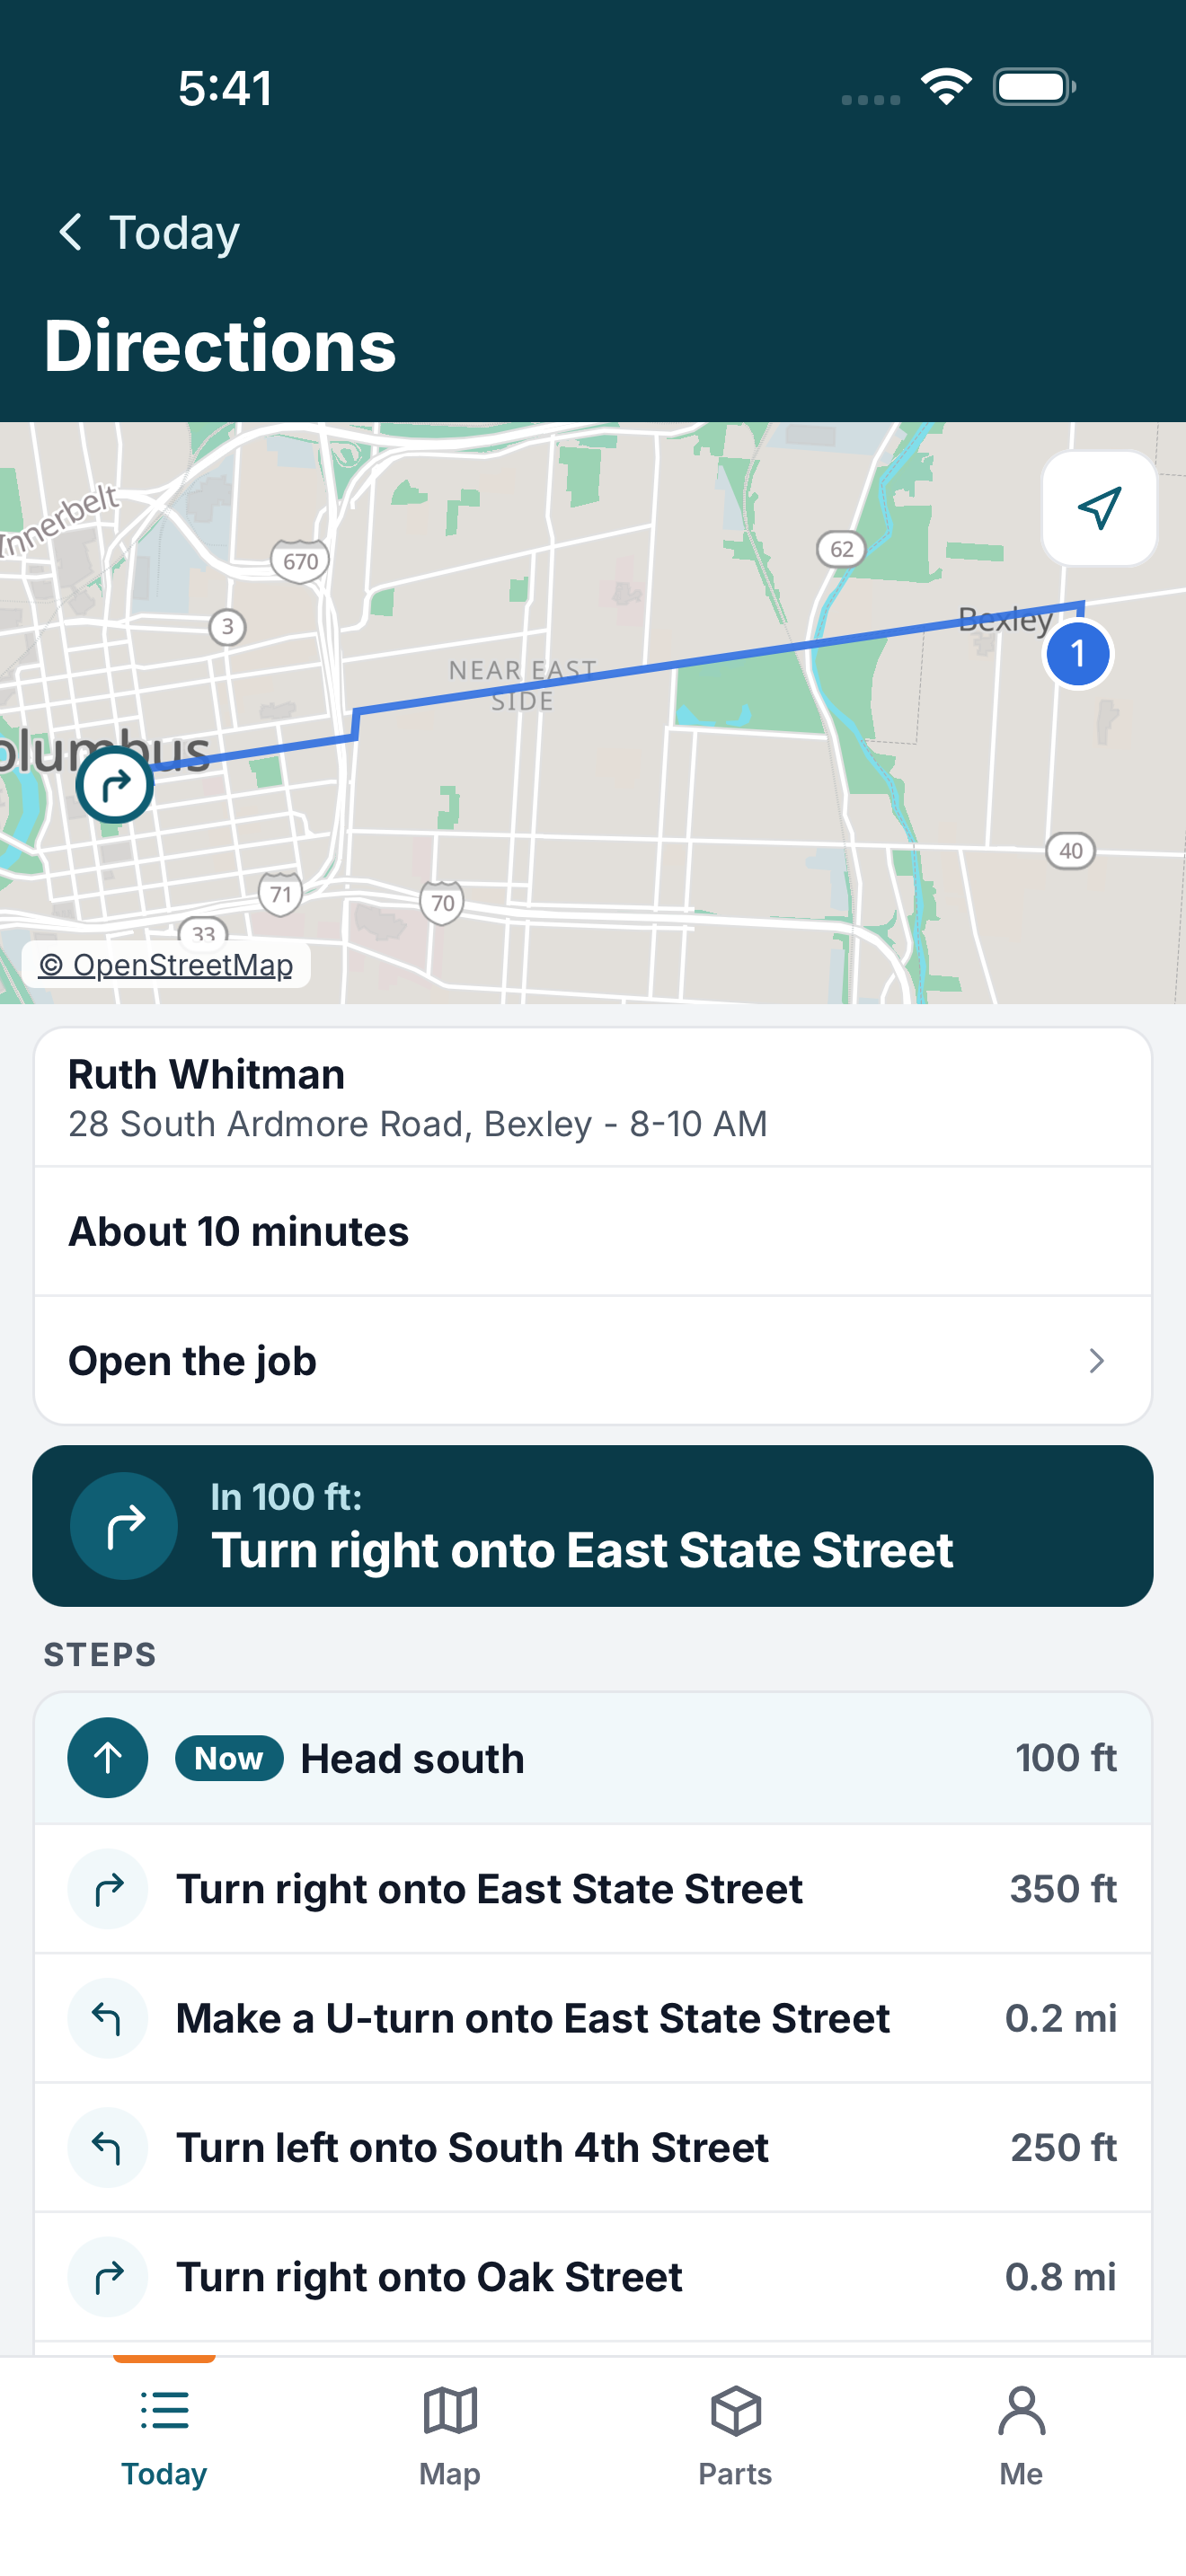 5:41
Today
Directions
Innerbelt
670
62
3
Bexley
1
NEAR EAST
SIDE
olumbus
40
71
70
33
© OpenStreetMap
Ruth Whitman
28 South Ardmore Road, Bexley - 8-10 AM
About 10 minutes
Open the job
In 100 ft:
Turn right onto East State Street
STEPS
Now Head south 100 ft
Turn right onto East State Street 350 ft
Make a U-turn onto East State Street 0.2 mi
Turn left onto South 4th Street 250 ft
Turn right onto Oak Street 0.8 mi
Today Map Parts Me